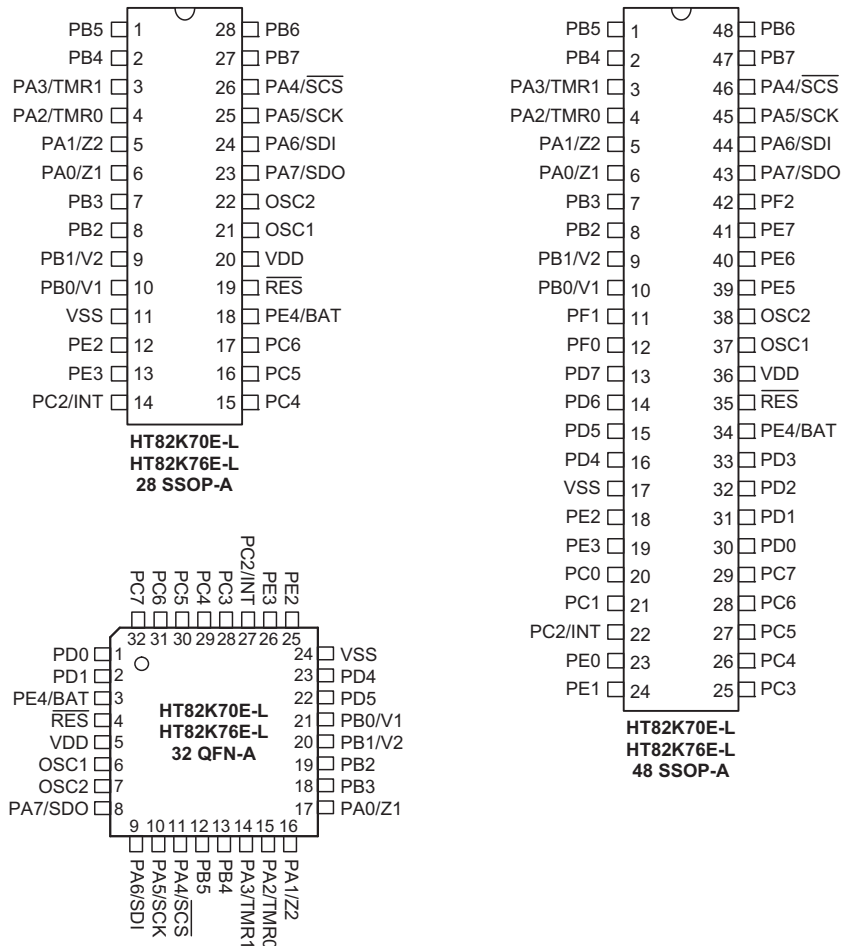 PB5 1 28 PB6
PB4 2 27 PB7
PA3/TMR1 3 26 PA4/S̅C̅S̅
PA2/TMR0 4 25 PA5/SCK
PA1/Z2 5 24 PA6/SDI
PA0/Z1 6 23 PA7/SDO
PB3 7 22 OSC2
PB2 8 21 OSC1
PB1/V2 9 20 VDD
PB0/V1 10 19 R̅E̅S̅
VSS 11 18 PE4/BAT
PE2 12 17 PC6
PE3 13 16 PC5
PC2/INT 14 15 PC4
HT82K70E-L
HT82K76E-L
28 SSOP-A
PB5 1 48 PB6
PB4 2 47 PB7
PA3/TMR1 3 46 PA4/S̅C̅S̅
PA2/TMR0 4 45 PA5/SCK
PA1/Z2 5 44 PA6/SDI
PA0/Z1 6 43 PA7/SDO
PB3 7 42 PF2
PB2 8 41 PE7
PB1/V2 9 40 PE6
PB0/V1 10 39 PE5
PF1 11 38 OSC2
PF0 12 37 OSC1
PD7 13 36 VDD
PD6 14 35 R̅E̅S̅
PD5 15 34 PE4/BAT
PD4 16 33 PD3
VSS 17 32 PD2
PE2 18 31 PD1
PE3 19 30 PD0
PC0 20 29 PC7
PC1 21 28 PC6
PC2/INT 22 27 PC5
PE0 23 26 PC4
PE1 24 25 PC3
HT82K70E-L
HT82K76E-L
48 SSOP-A
PC7 PC6 PC5 PC4 PC3 PC2/INT PE3 PE2
32 31 30 29 28 27 26 25
PD0 1 24 VSS
PD1 2 23 PD4
PE4/BAT 3 22 PD5
R̅E̅S̅ 4 21 PB0/V1
VDD 5 20 PB1/V2
OSC1 6 19 PB2
OSC2 7 18 PB3
PA7/SDO 8 17 PA0/Z1
HT82K70E-L
HT82K76E-L
32 QFN-A
9 10 11 12 13 14 15 16
PA6/SDI PA5/SCK PA4/S̅C̅S̅ PB5 PB4 PA3/TMR1 PA2/TMR0 PA1/Z2